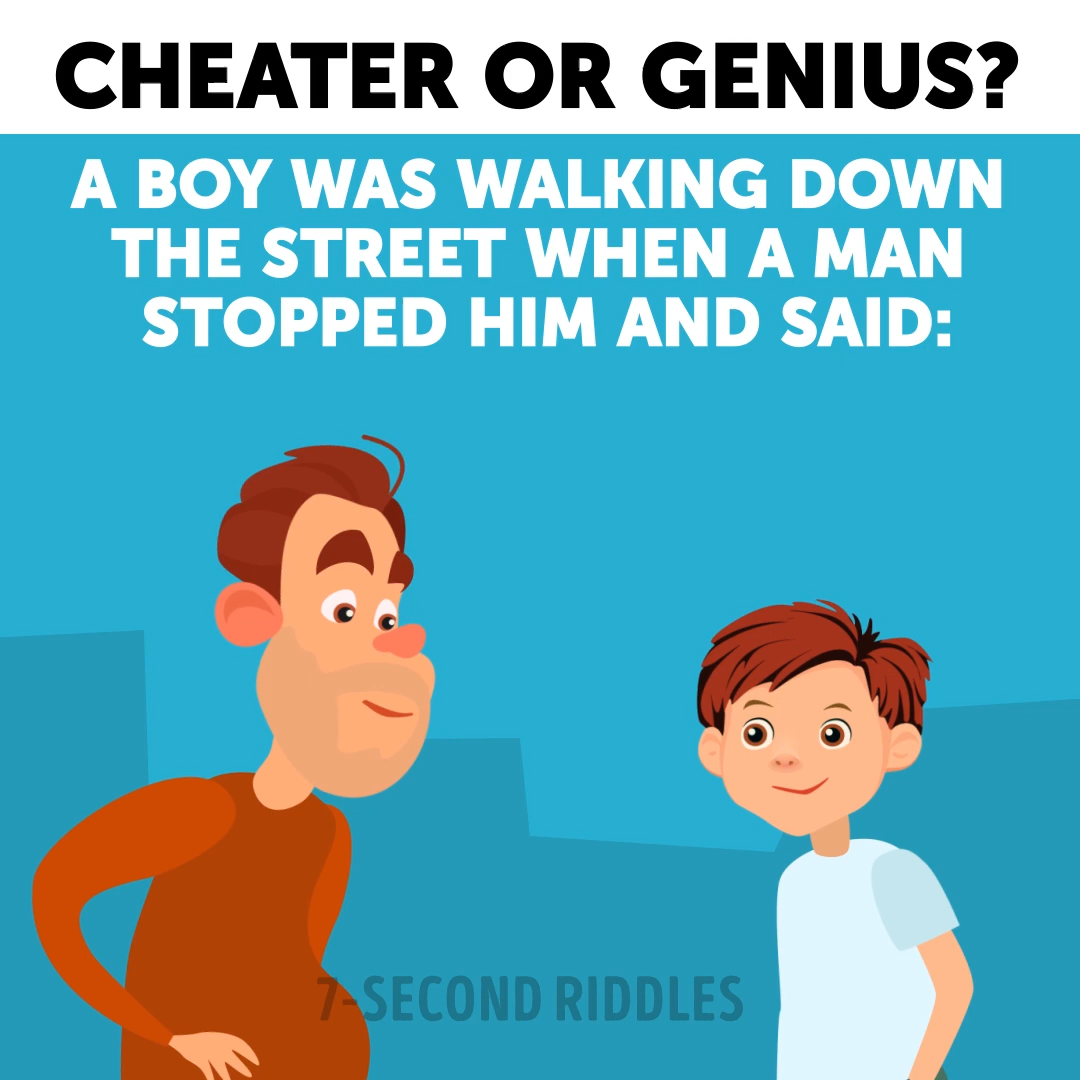 CHEATER OR GENIUS?
A BOY WAS WALKING DOWN
THE STREET WHEN A MAN
STOPPED HIM AND SAID:
7-SECOND RIDDLES